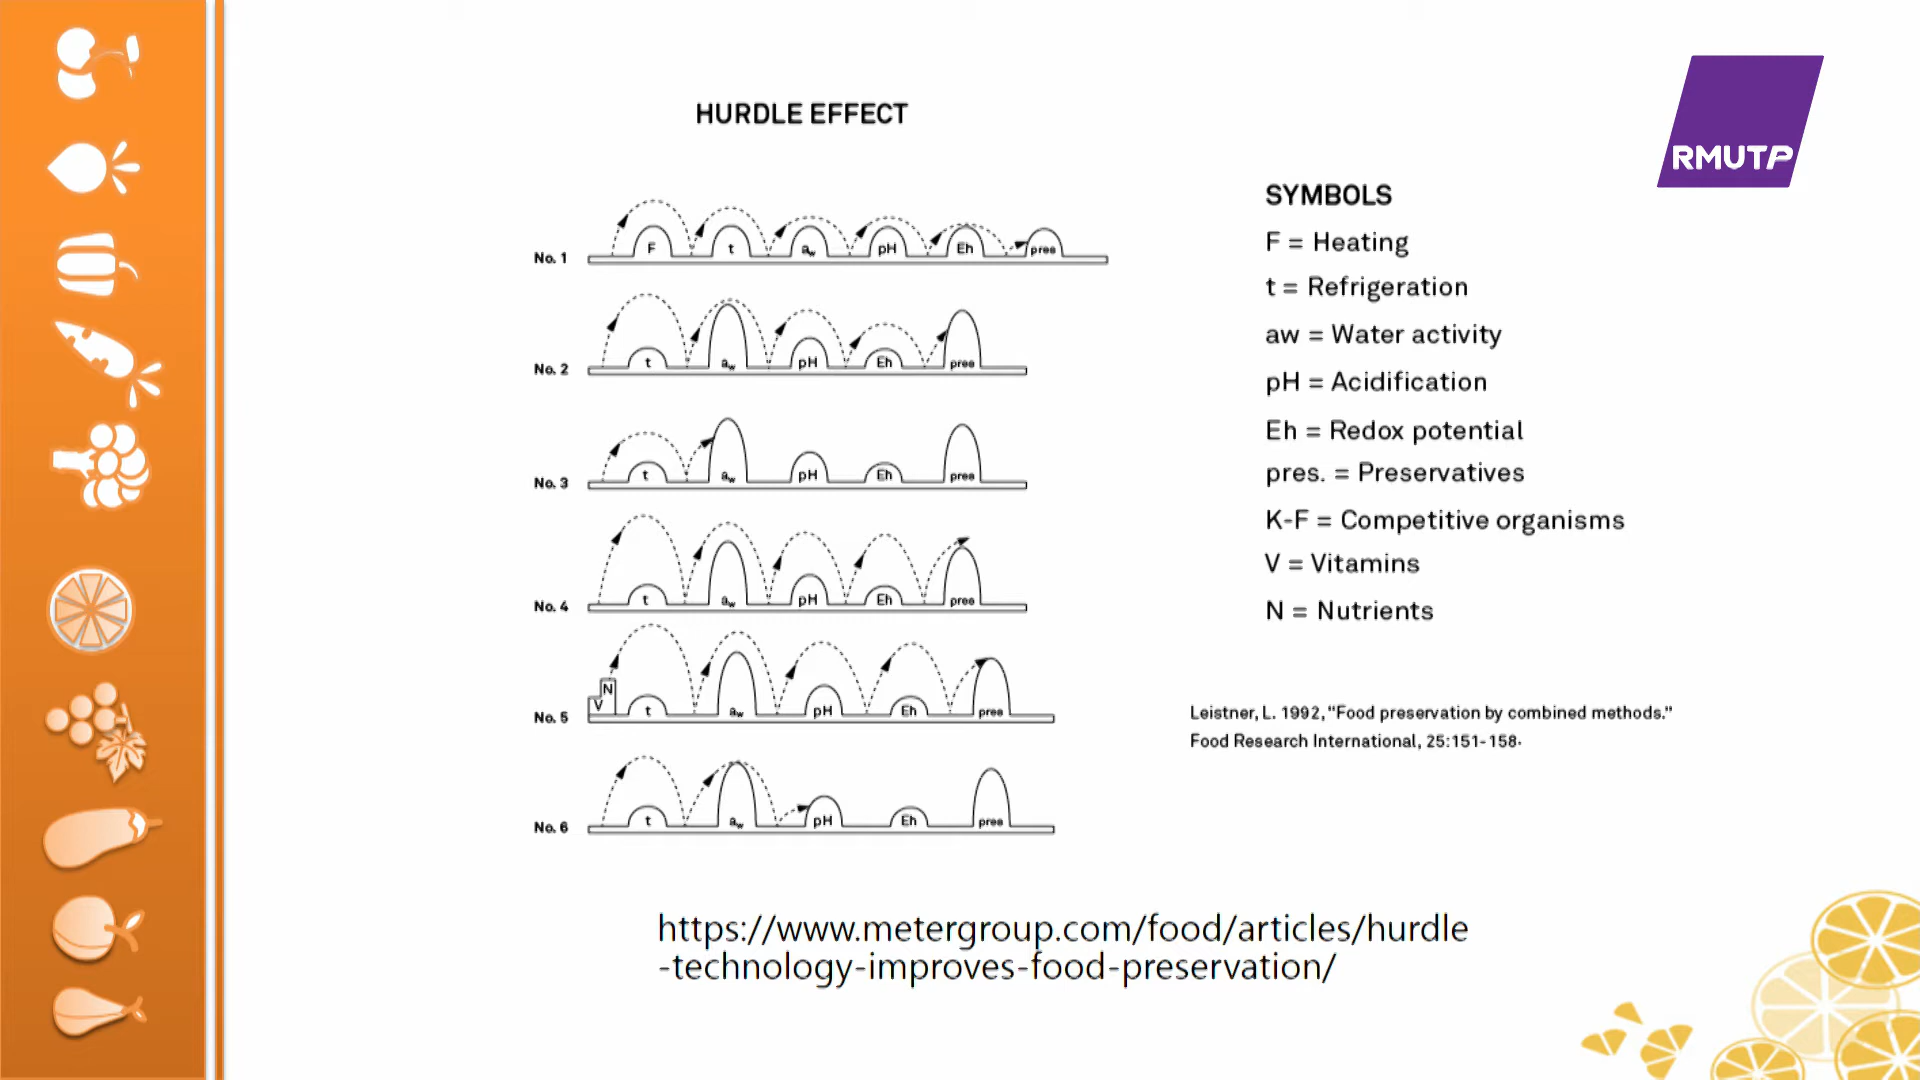 HURDLE EFFECT
RMUTP
No. 1 F t aw pH Eh pres
No. 2 t aw pH Eh pres
No. 3 t aw pH Eh pres
No. 4 t aw pH Eh pres
No. 5 V N t aw pH Eh pres
No. 6 t aw pH Eh pres
SYMBOLS
F = Heating
t = Refrigeration
aw = Water activity
pH = Acidification
Eh = Redox potential
pres. = Preservatives
K-F = Competitive organisms
V = Vitamins
N = Nutrients
Leistner, L. 1992, "Food preservation by combined methods."
Food Research International, 25:151-158.
https://www.metergroup.com/food/articles/hurdle
-technology-improves-food-preservation/